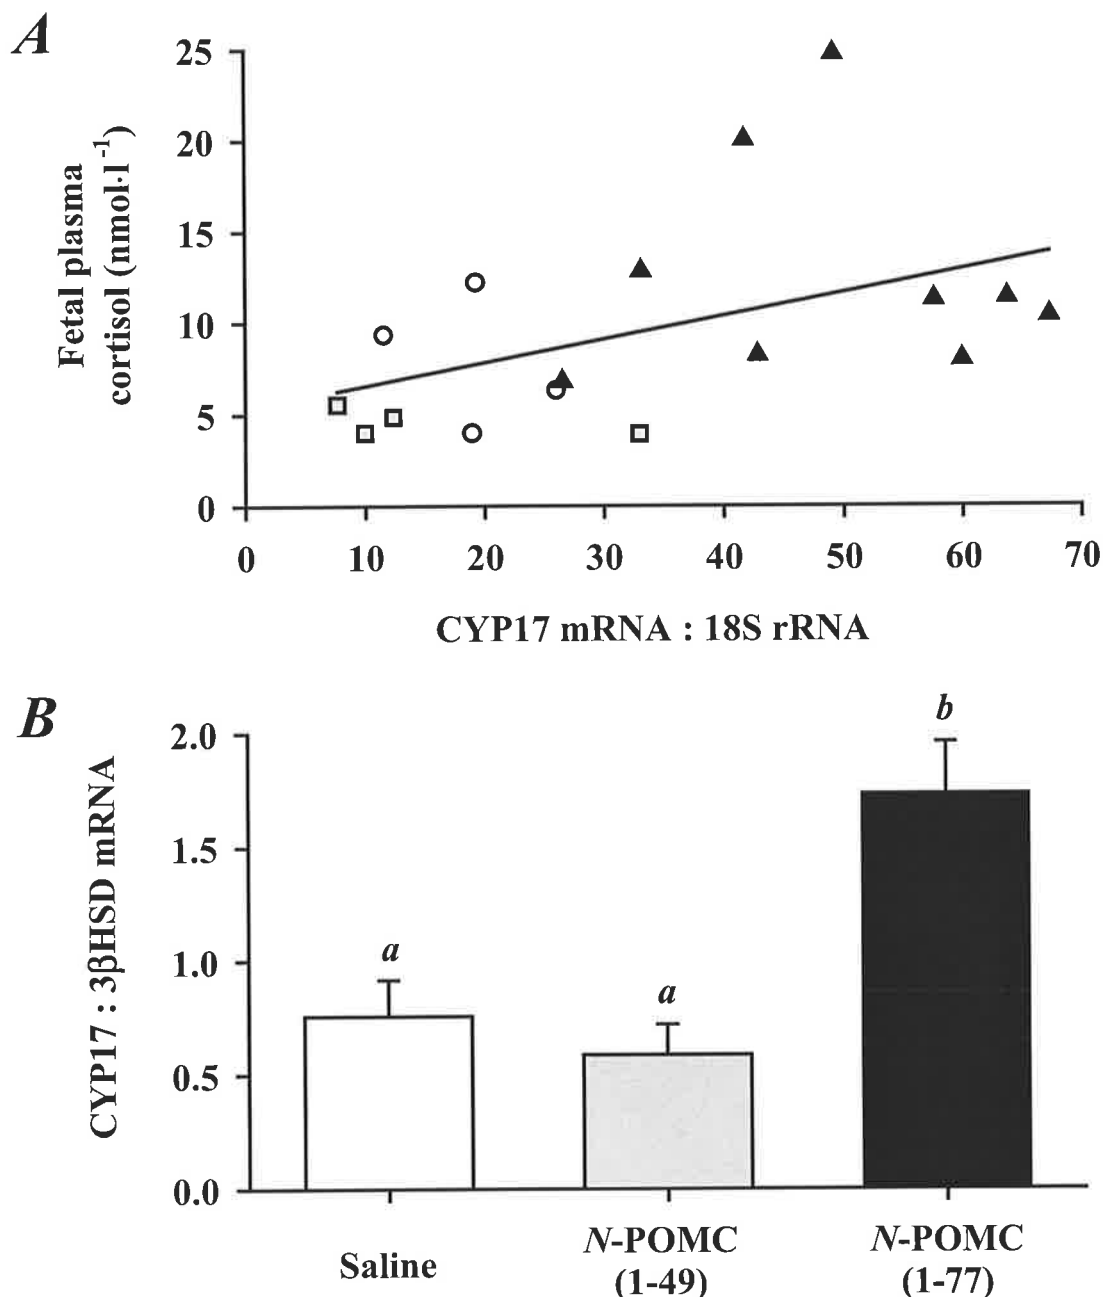 A
25
20
15
10
5
0
Fetal plasma
cortisol (nmol·l⁻¹)
0 10 20 30 40 50 60 70
CYP17 mRNA : 18S rRNA
B
2.0
1.5
1.0
0.5
0.0
CYP17 : 3βHSD mRNA
a
a
b
Saline
N-POMC
(1-49)
N-POMC
(1-77)